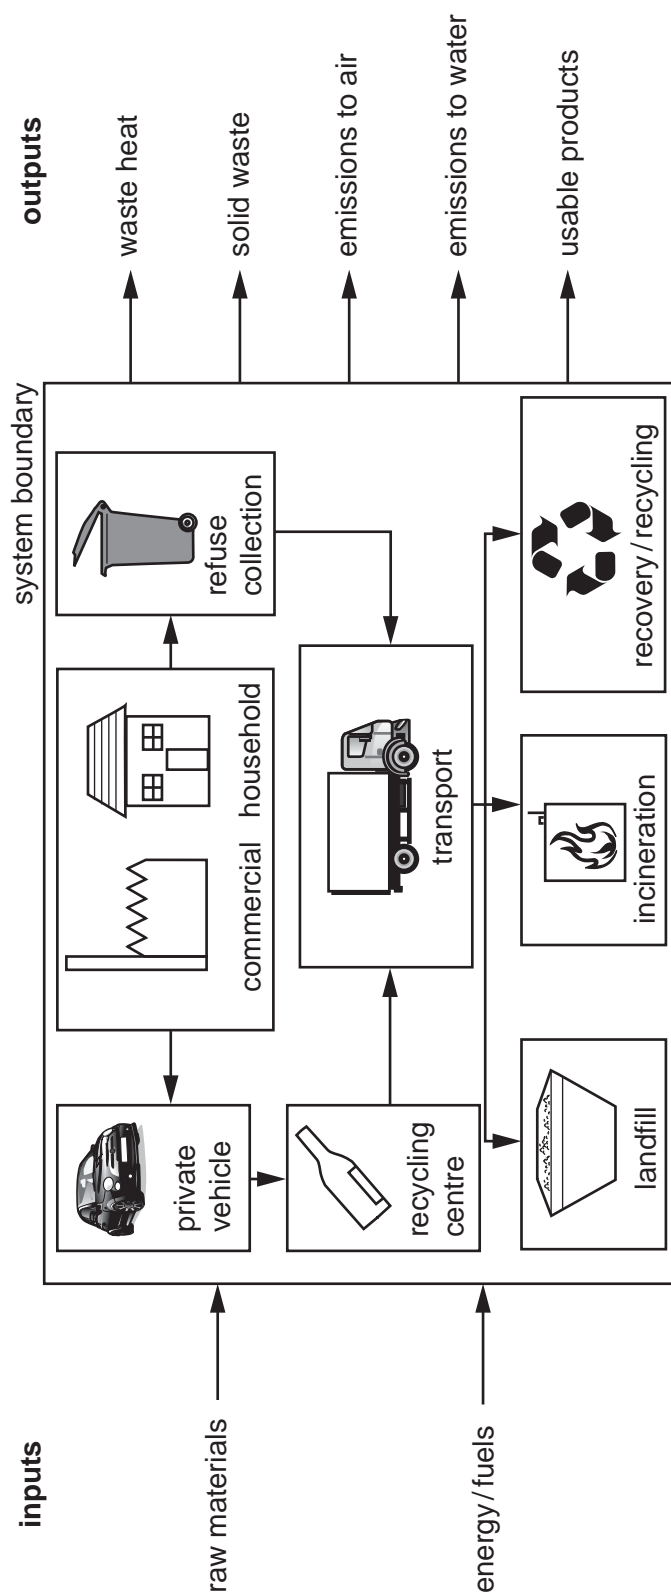 inputs
raw materials
energy / fuels
system boundary
private
vehicle
commercial
household
refuse
collection
recycling
centre
transport
landfill
incineration
recovery / recycling
outputs
waste heat
solid waste
emissions to air
emissions to water
usable products